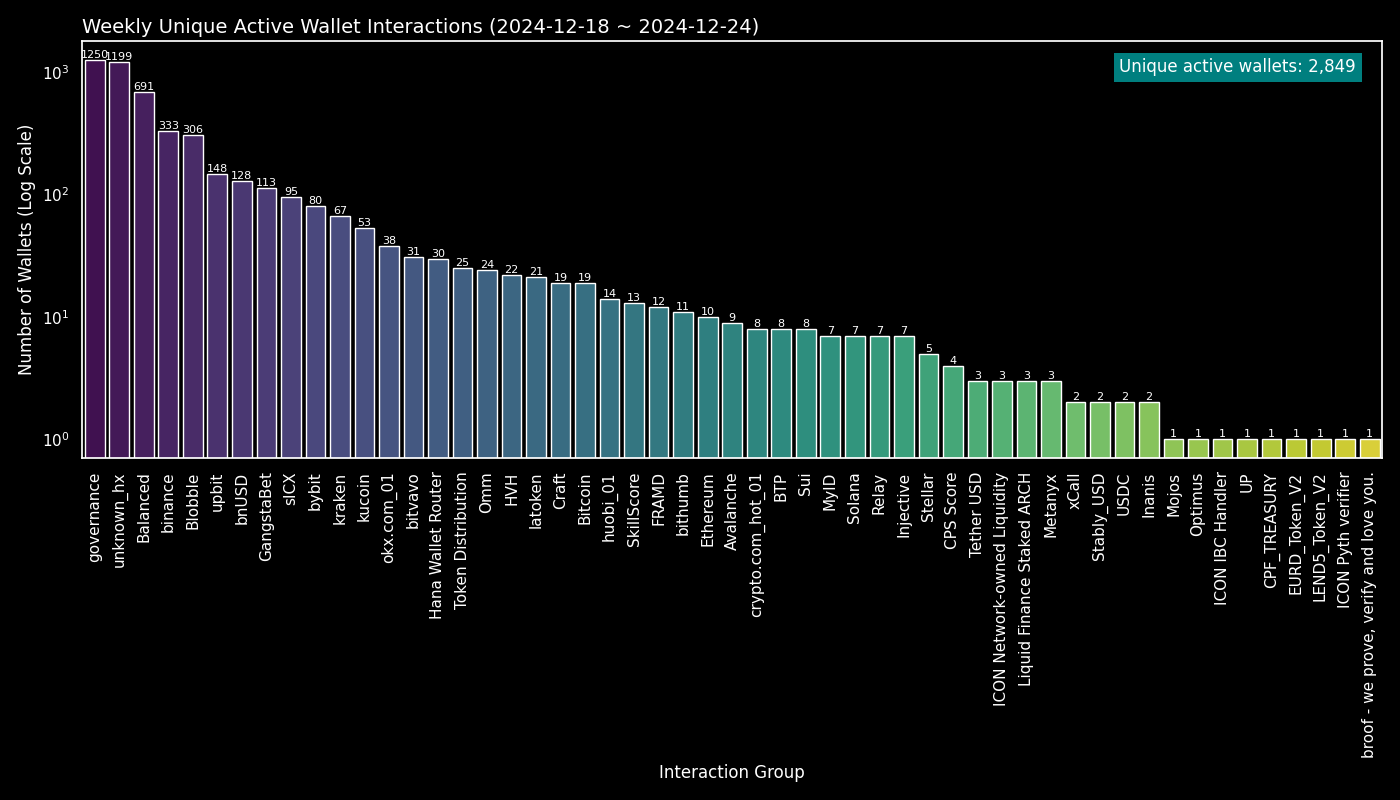 Weekly Unique Active Wallet Interactions (2024-12-18 ~ 2024-12-24)
Unique active wallets: 2,849
Number of Wallets (Log Scale)
10³
10²
10¹
10⁰
1250 1199 691 333 306 148 128 113 95 80 67 53 38 31 30 25 24 22 21 19 19 14 13 12 11 10 9 8 8 8 7 7 7 7 5 4 3 3 3 3 2 2 2 2 1 1 1 1 1 1 1 1 1
governance
unknown_hx
Balanced
binance
Blobble
upbit
bnUSD
GangstaBet
sICX
bybit
kraken
kucoin
okx.com_01
bitvavo
Hana Wallet Router
Token Distribution
Omm
HVH
latoken
Craft
Bitcoin
huobi_01
SkillScore
FRAMD
bithumb
Ethereum
Avalanche
crypto.com_hot_01
BTP
Sui
MyID
Solana
Relay
Injective
Stellar
CPS Score
Tether USD
ICON Network-owned Liquidity
Liquid Finance Staked ARCH
Metanyx
xCall
Stably_USD
USDC
Inanis
Mojos
Optimus
ICON IBC Handler
UP
CPF_TREASURY
EURD_Token_V2
LEND5_Token_V2
ICON Pyth verifier
broof - we prove, verify and love you.
Interaction Group